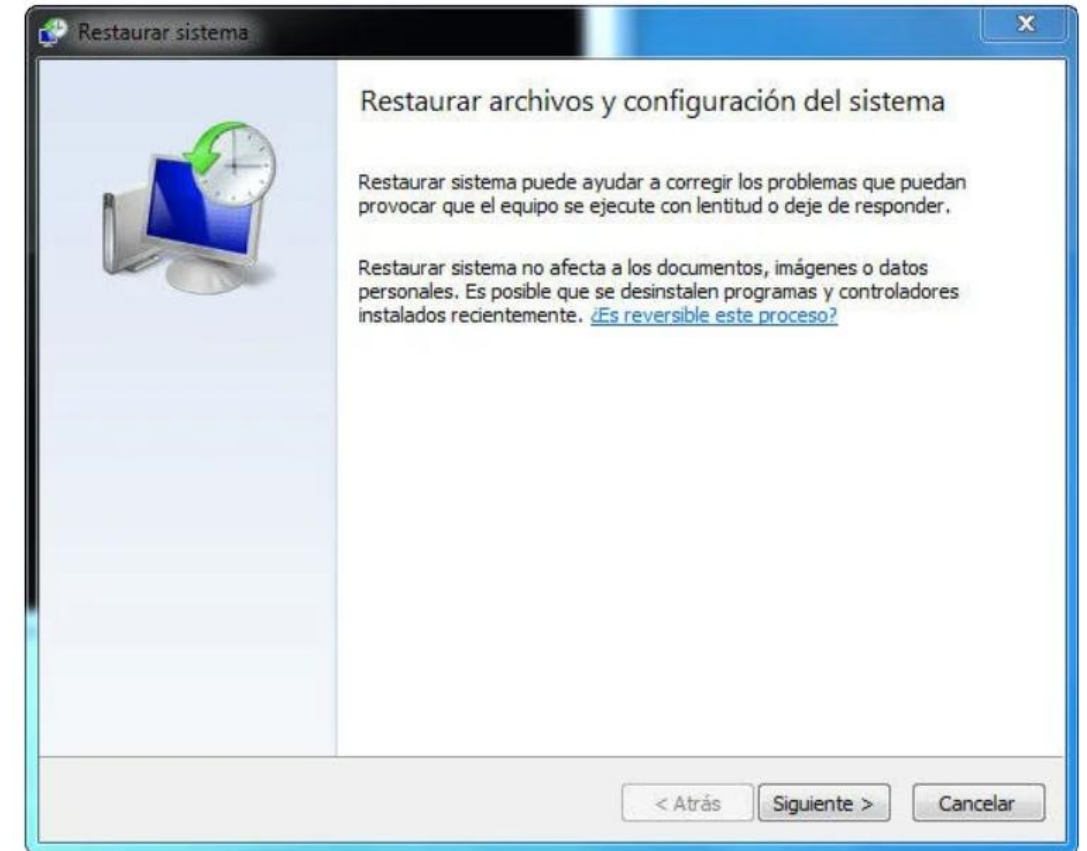 Restaurar sistema
Restaurar archivos y configuración del sistema
Restaurar sistema puede ayudar a corregir los problemas que puedan
provocar que el equipo se ejecute con lentitud o deje de responder.
Restaurar sistema no afecta a los documentos, imágenes o datos
personales. Es posible que se desinstalen programas y controladores
instalados recientemente. ¿Es reversible este proceso?
< Atrás Siguiente > Cancelar